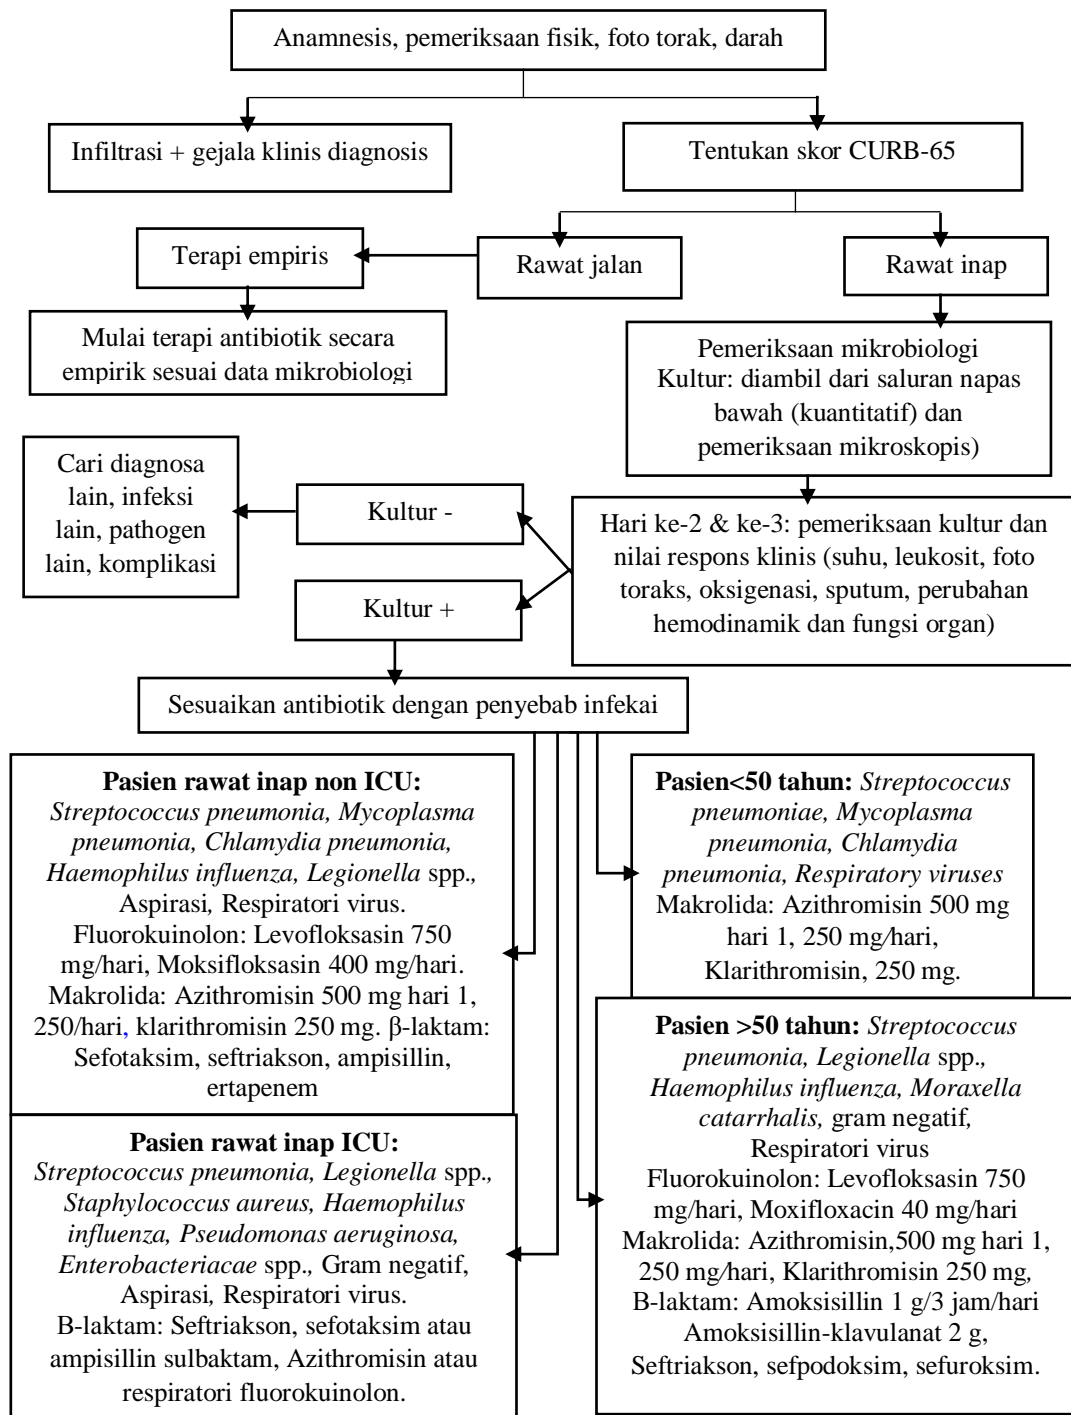 Anamnesis, pemeriksaan fisik, foto torak, darah
Infiltrasi + gejala klinis diagnosis
Tentukan skor CURB-65
Terapi empiris
Rawat jalan
Rawat inap
Mulai terapi antibiotik secara
empirik sesuai data mikrobiologi
Pemeriksaan mikrobiologi
Kultur: diambil dari saluran napas
bawah (kuantitatif) dan
pemeriksaan mikroskopis)
Cari diagnosa
lain, infeksi
lain, pathogen
lain, komplikasi
Kultur -
Kultur +
Hari ke-2 & ke-3: pemeriksaan kultur dan
nilai respons klinis (suhu, leukosit, foto
toraks, oksigenasi, sputum, perubahan
hemodinamik dan fungsi organ)
Sesuaikan antibiotik dengan penyebab infekai
Pasien rawat inap non ICU:
Streptococcus pneumonia, Mycoplasma
pneumonia, Chlamydia pneumonia,
Haemophilus influenza, Legionella spp.,
Aspirasi, Respiratori virus.
Fluorokuinolon: Levofloksasin 750
mg/hari, Moksifloksasin 400 mg/hari.
Makrolida: Azithromisin 500 mg hari 1,
250/hari, klarithromisin 250 mg. β-laktam:
Sefotaksim, seftriakson, ampisillin,
ertapenem
Pasien<50 tahun: Streptococcus
pneumoniae, Mycoplasma
pneumonia, Chlamydia
pneumonia, Respiratory viruses
Makrolida: Azithromisin 500 mg
hari 1, 250 mg/hari,
Klarithromisin, 250 mg.
Pasien rawat inap ICU:
Streptococcus pneumonia, Legionella spp.,
Staphylococcus aureus, Haemophilus
influenza, Pseudomonas aeruginosa,
Enterobacteriacae spp., Gram negatif,
Aspirasi, Respiratori virus.
B-laktam: Seftriakson, sefotaksim atau
ampisillin sulbaktam, Azithromisin atau
respiratori fluorokuinolon.
Pasien >50 tahun: Streptococcus
pneumonia, Legionella spp.,
Haemophilus influenza, Moraxella
catarrhalis, gram negatif,
Respiratori virus
Fluorokuinolon: Levofloksasin 750
mg/hari, Moxifloxacin 40 mg/hari
Makrolida: Azithromisin,500 mg hari 1,
250 mg/hari, Klarithromisin 250 mg,
B-laktam: Amoksisillin 1 g/3 jam/hari
Amoksisillin-klavulanat 2 g,
Seftriakson, sefpodoksim, sefuroksim.